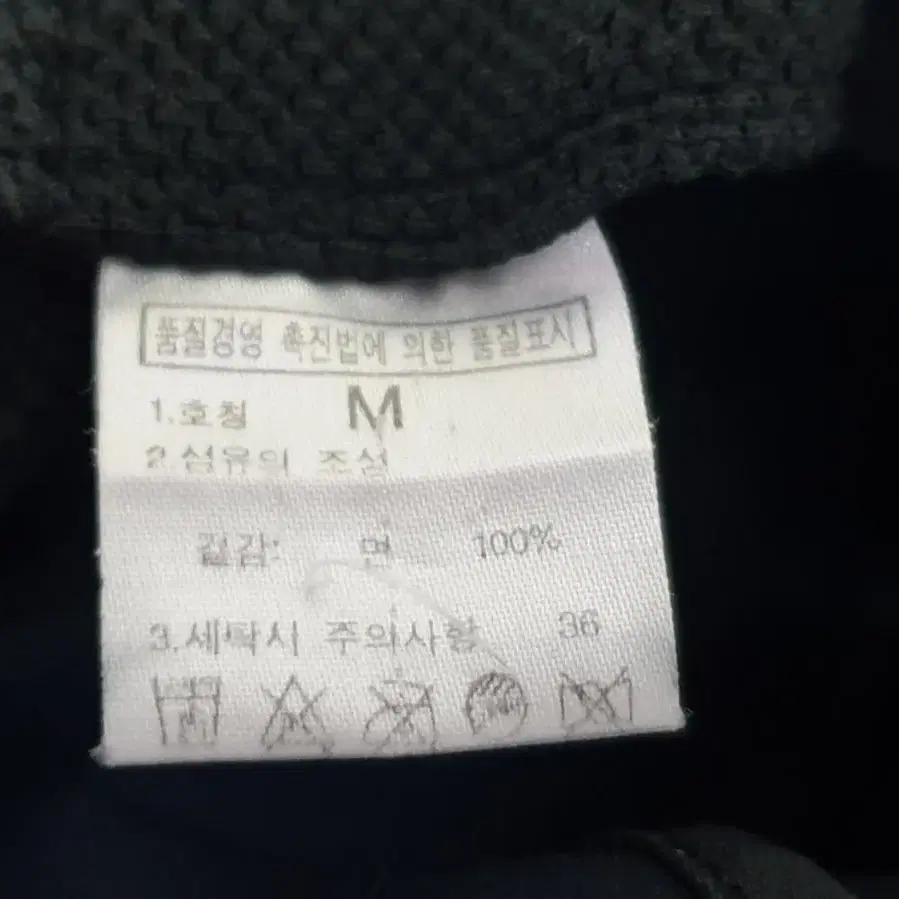 품질경영 촉진법에 의한 품질표시
1.호칭 M
2.섬유의 조성
겉감: 면 100%
3.세탁시 주의사항 36